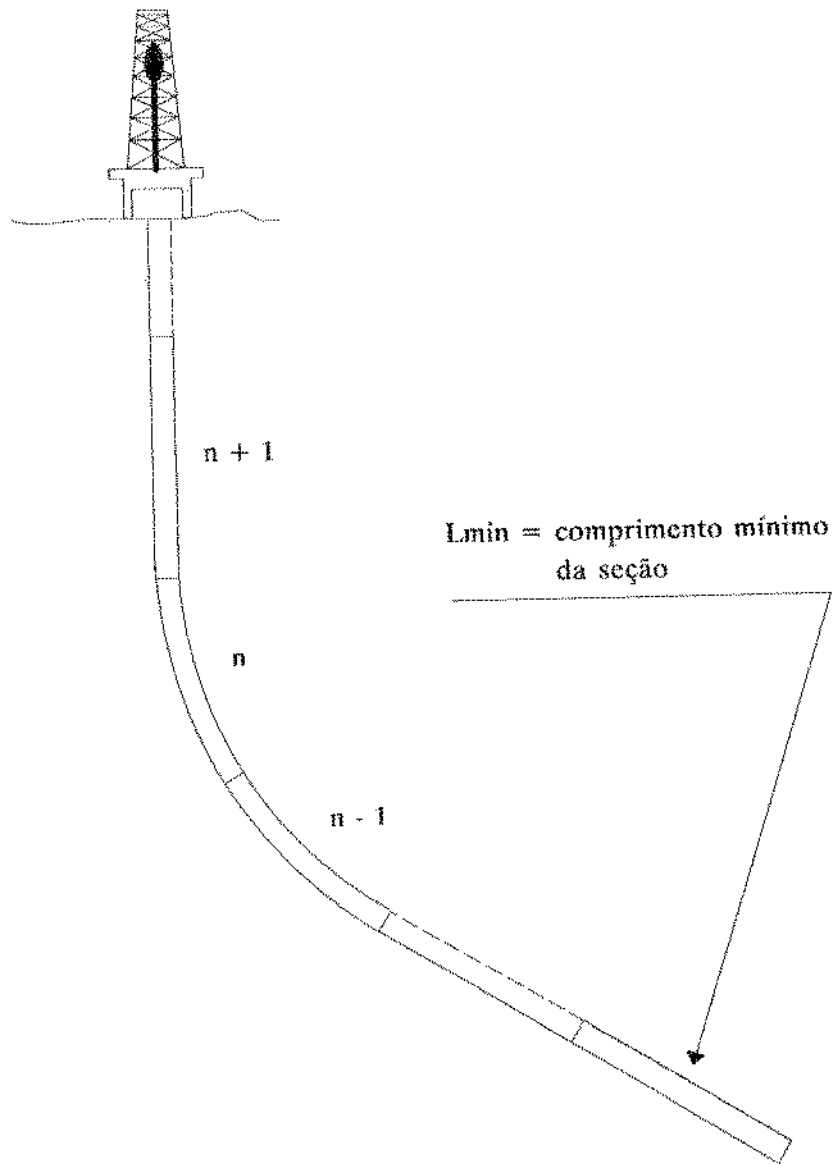 n + 1
Lmin = comprimento mínimo
da seção
n
n - 1